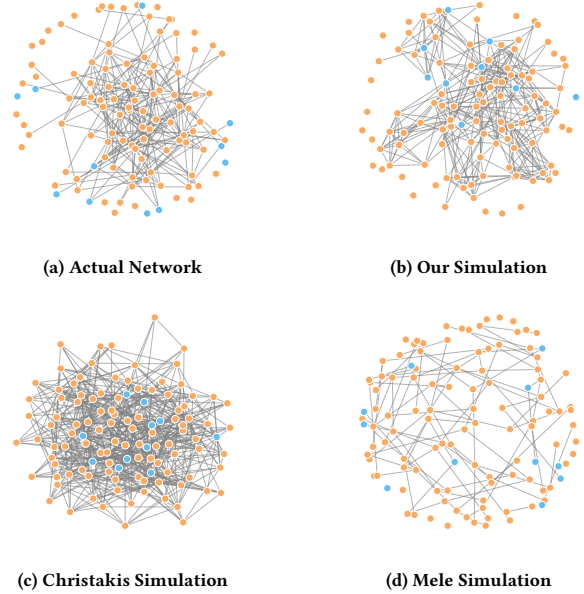 (a) Actual Network
(b) Our Simulation
(c) Christakis Simulation
(d) Mele Simulation